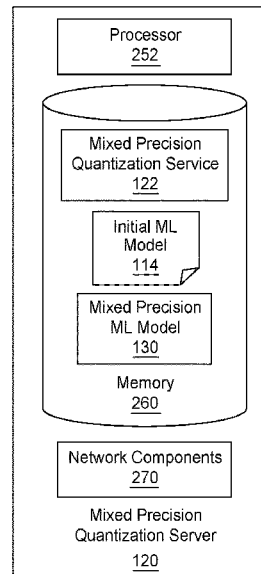 Processor
252
Mixed Precision
Quantization Service
122
Initial ML
Model
114
Mixed Precision
ML Model
130
Memory
260
Network Components
270
Mixed Precision
Quantization Server
120